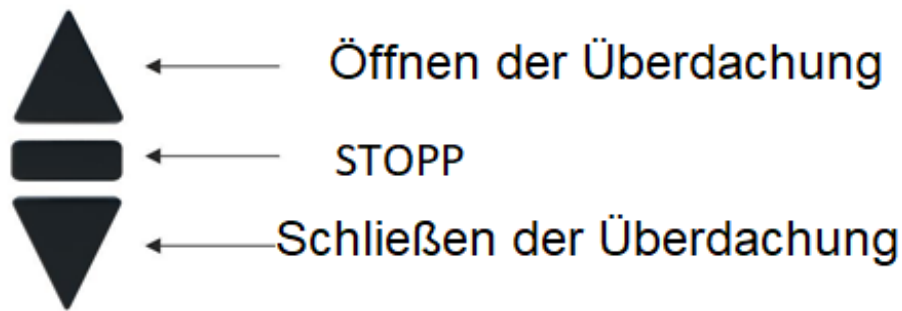 Öffnen der Überdachung
STOPP
Schließen der Überdachung